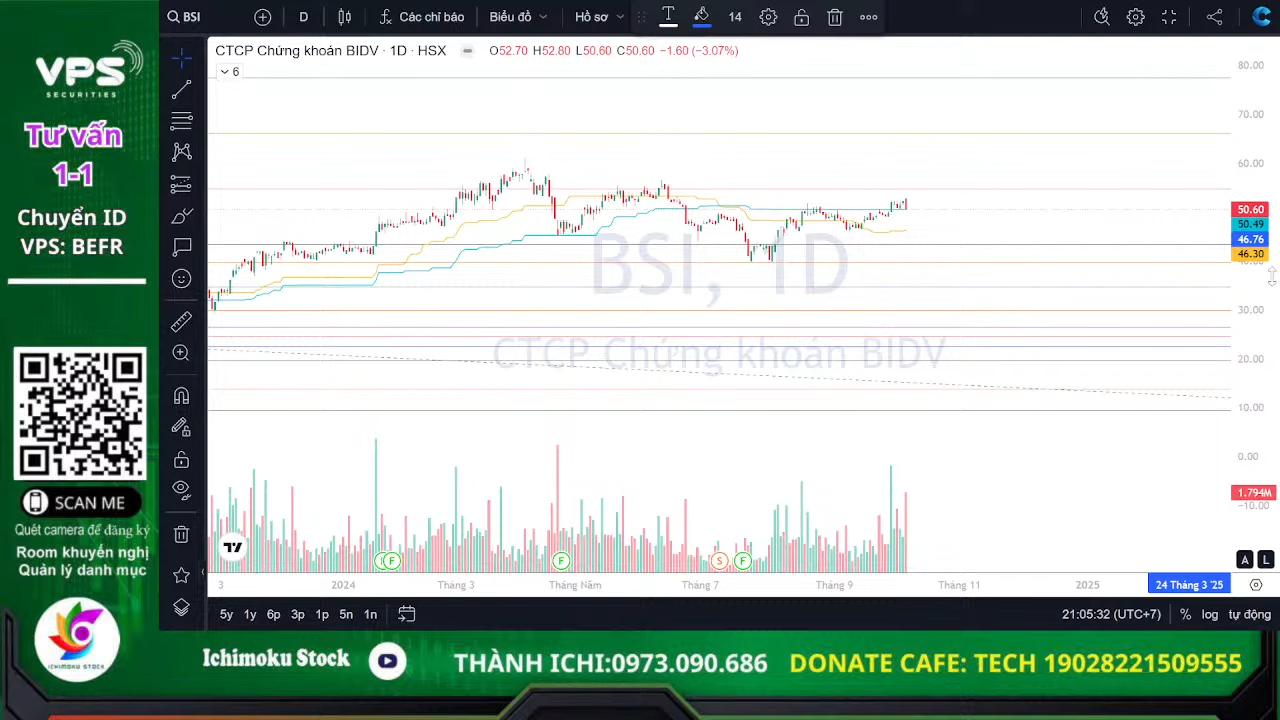 BSI
D
Các chỉ báo
Biểu đồ
Hồ sơ
T
14
VPS
SECURITIES
Tư vấn
1-1
Chuyển ID
VPS: BEFR
SCAN ME
Quét camera để đăng ký
Room khuyến nghị
Quản lý danh mục
ICHIMOKU STOCK
CTCP Chứng khoán BIDV · 1D · HSX
O52.70 H52.80 L50.60 C50.60 −1.60 (−3.07%)
6
BSI, 1D
CTCP Chứng khoán BIDV
80.00
70.00
60.00
50.60
50.49
46.76
46.30
40.00
30.00
20.00
10.00
0.00
1.794M
−10.00
F
F
S
F
A
L
3
2024
Tháng 3
Tháng Năm
Tháng 7
Tháng 9
Tháng 11
2025
24 Tháng 3 '25
5y 1y 6p 3p 1p 5n 1n
21:05:32 (UTC+7)
% log tự động
Ichimoku Stock
THÀNH ICHI:0973.090.686
DONATE CAFE: TECH 19028221509555